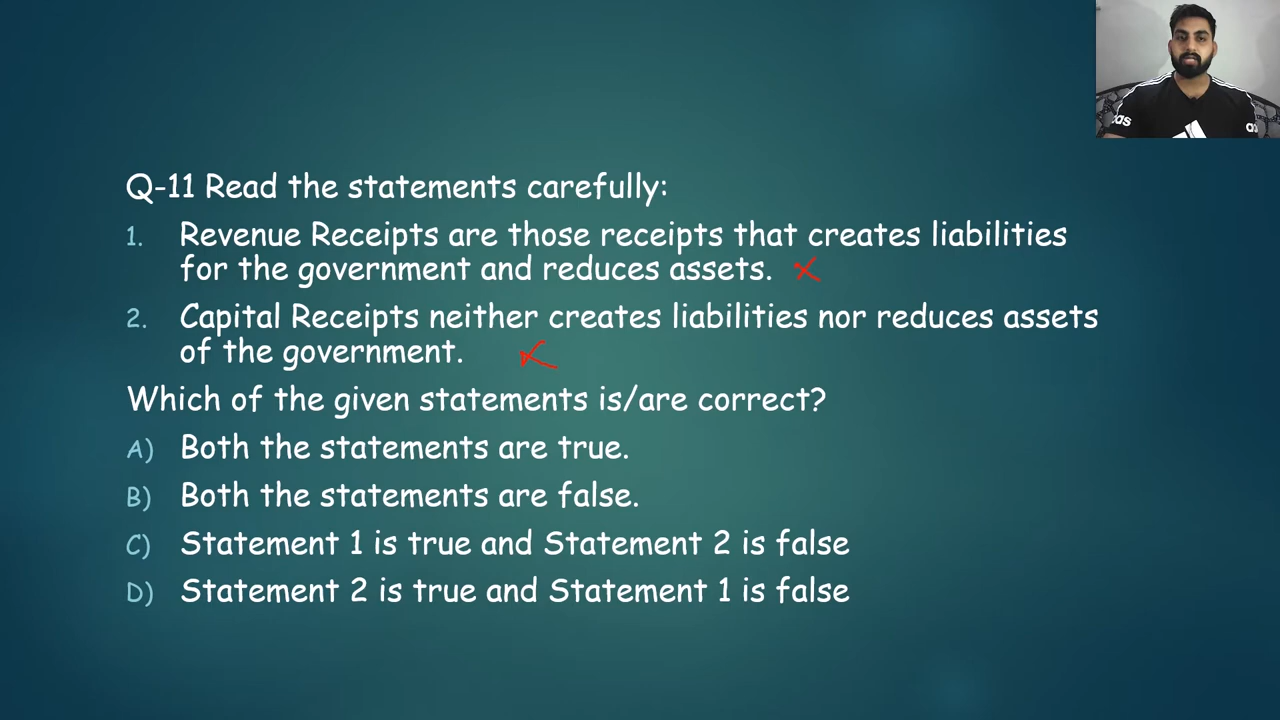 Q-11 Read the statements carefully:
1. Revenue Receipts are those receipts that creates liabilities
for the government and reduces assets.
2. Capital Receipts neither creates liabilities nor reduces assets
of the government.
Which of the given statements is/are correct?
A) Both the statements are true.
B) Both the statements are false.
C) Statement 1 is true and Statement 2 is false
D) Statement 2 is true and Statement 1 is false